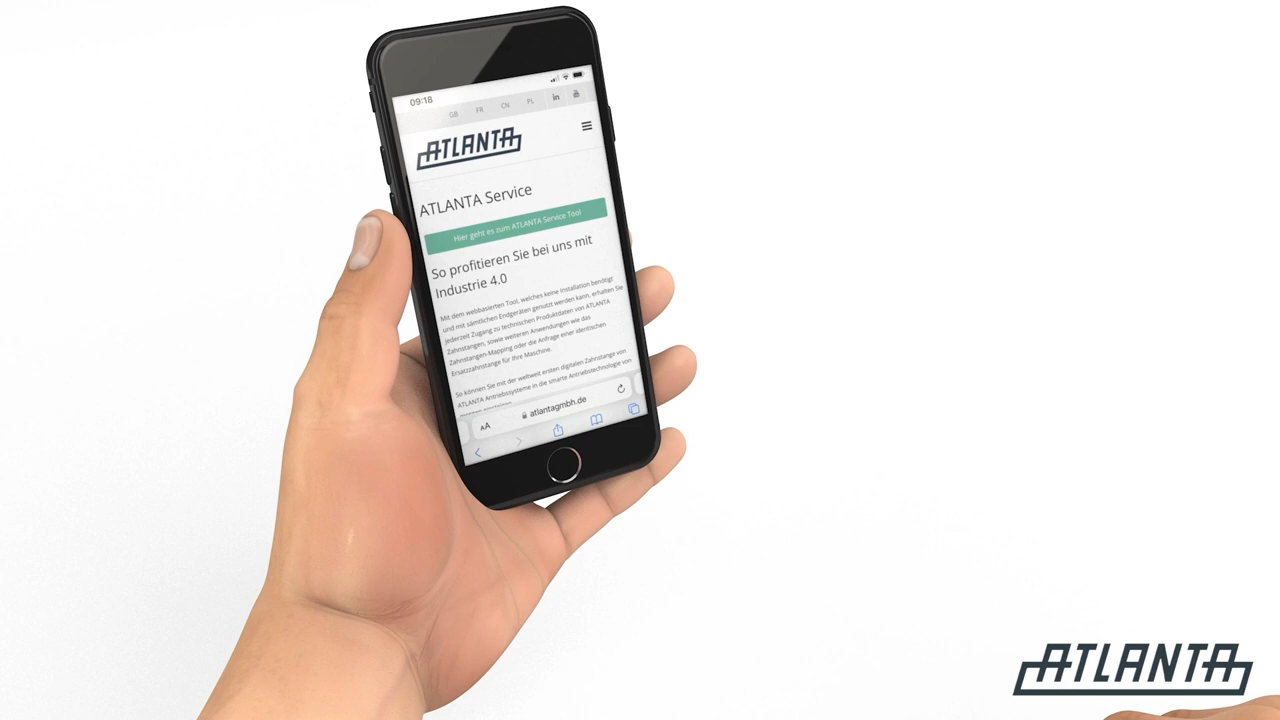 09:18
GB FR CN PL in
ATLANTA
ATLANTA Service
Hier geht es zum ATLANTA Service Tool
So profitieren Sie bei uns mit
Industrie 4.0
Mit dem webbasierten Tool, welches keine Installation benötigt
und mit sämtlichen Endgeräten genutzt werden kann, erhalten Sie
jederzeit Zugang zu technischen Produktdaten von ATLANTA
Zahnstangen, sowie weiteren Anwendungen wie das
Zahnstangen-Mapping oder die Anfrage einer identischen
Ersatzzahnstange für Ihre Maschine.
So können Sie mit der weltweit ersten digitalen Zahnstange von
ATLANTA Antriebssysteme in die smarte Antriebstechnologie von
AA atlantagmbh.de
ATLANTA